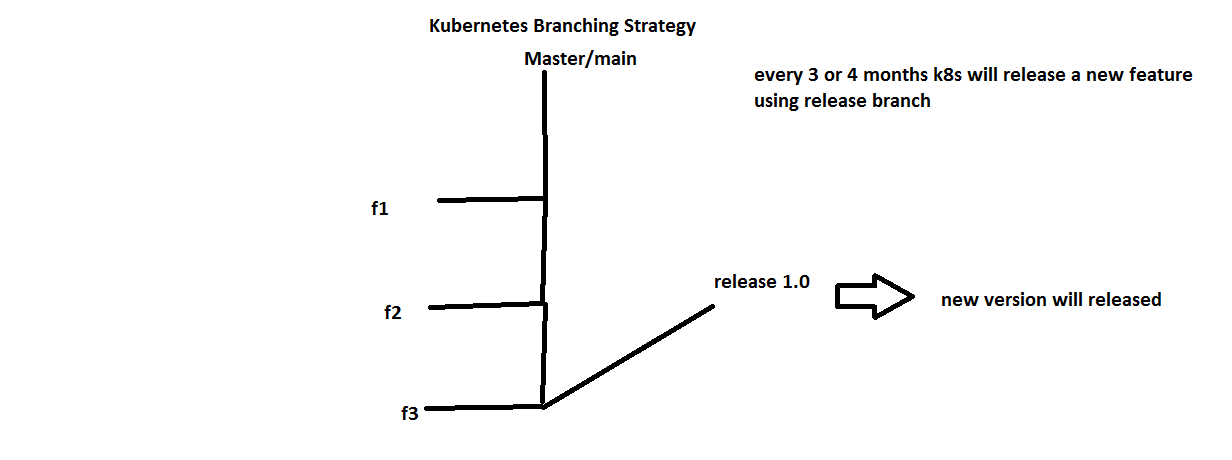 Kubernetes Branching Strategy
Master/main
every 3 or 4 months k8s will release a new feature
using release branch
f1
release 1.0
new version will released
f2
f3